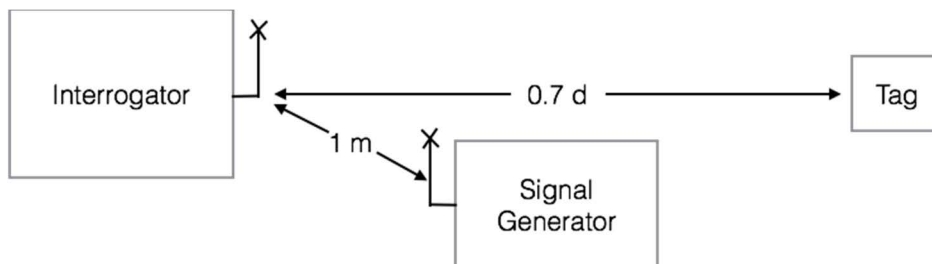 Interrogator
0.7 d
Tag
1 m
Signal
Generator